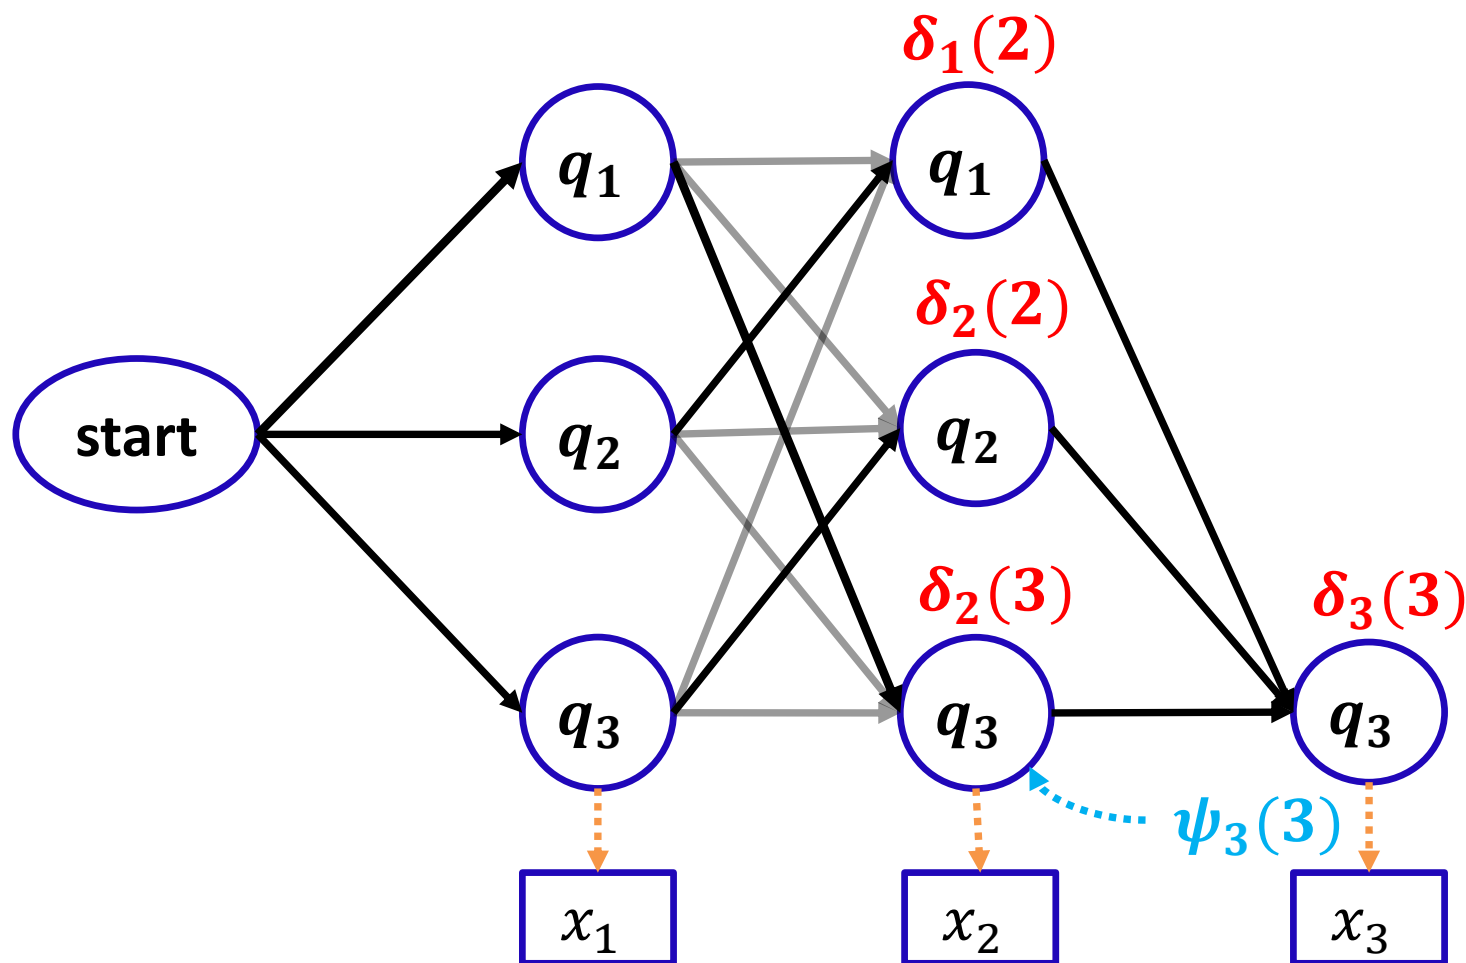 δ₁(2)
q₁ q₁
δ₂(2)
start q₂ q₂
δ₂(3) δ₃(3)
q₃ q₃ q₃
ψ₃(3)
x₁ x₂ x₃